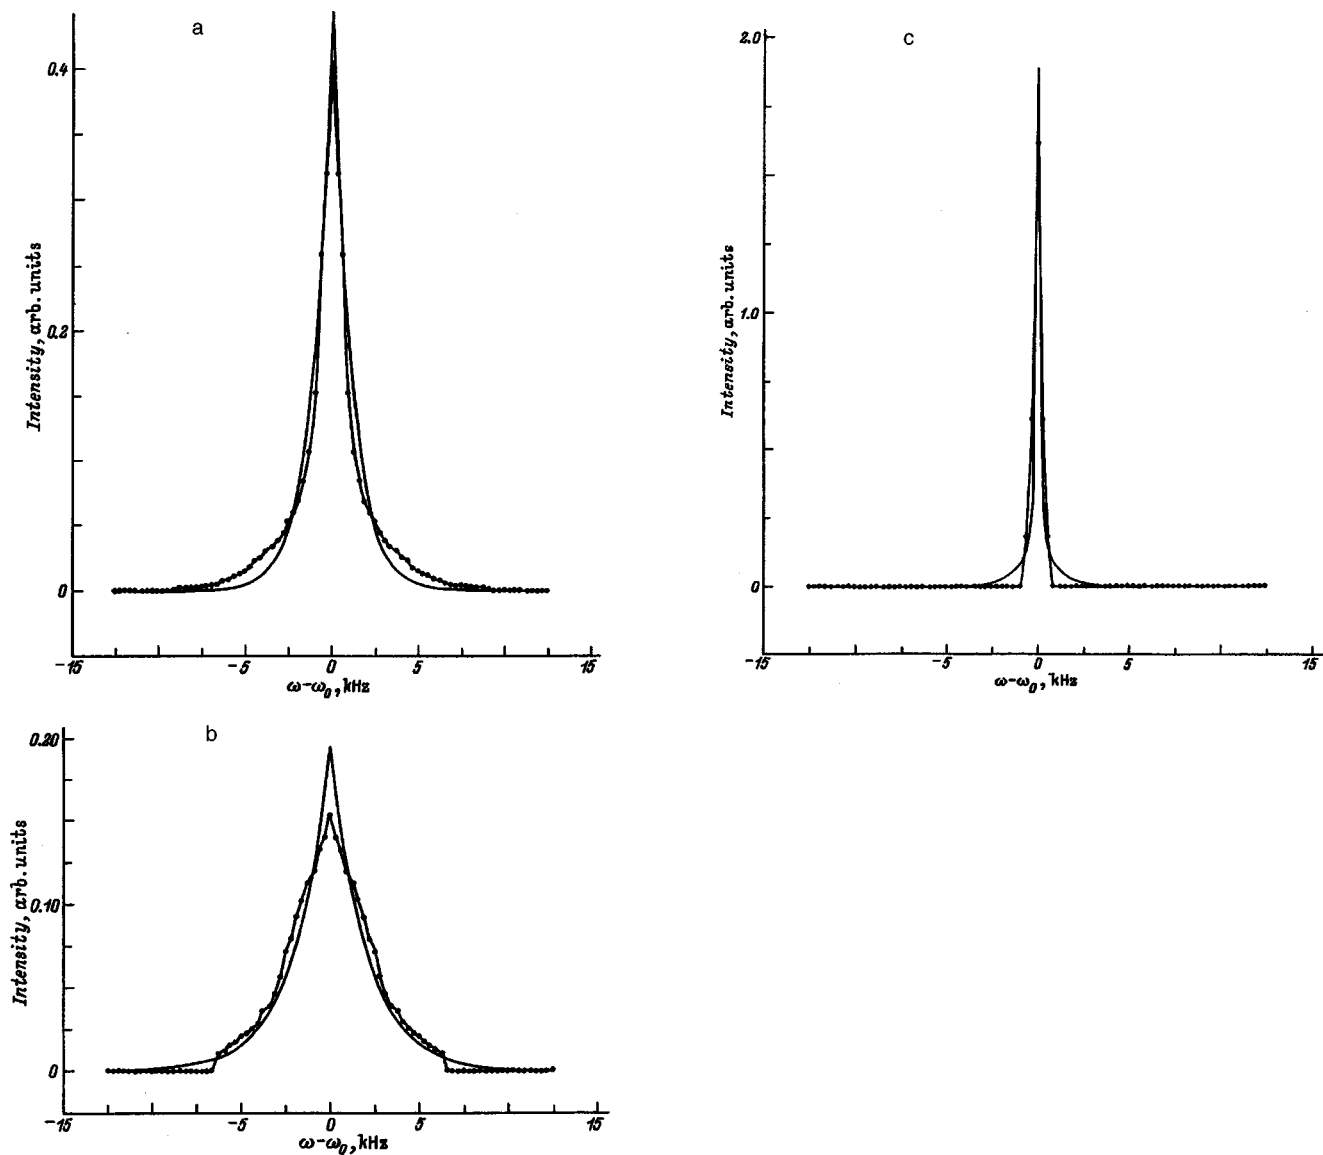 a
0.4
0.2
0
Intensity, arb. units
-15
-5
0
5
15
ω-ω₀, kHz
c
2.0
1.0
0
Intensity, arb. units
-15
-5
0
5
15
ω-ω₀, kHz
b
0.20
0.10
0
Intensity, arb. units
-15
-5
0
5
15
ω-ω₀, kHz